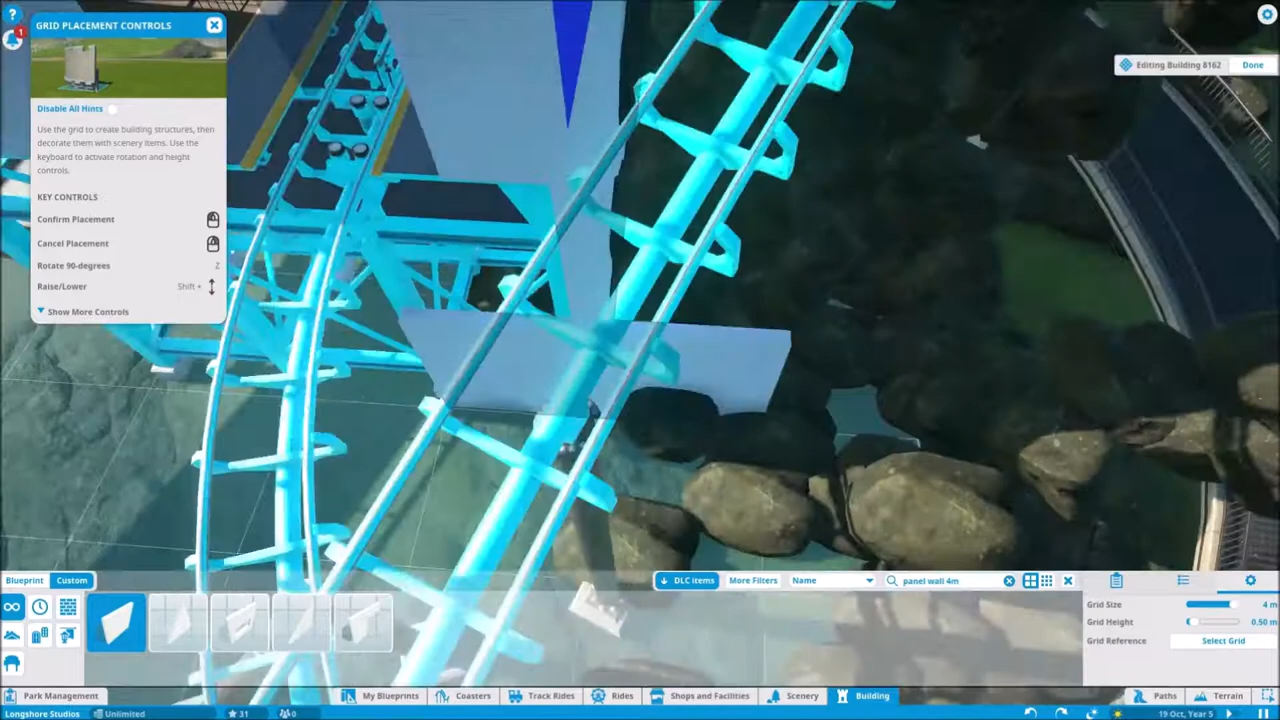 ?
1
GRID PLACEMENT CONTROLS
Disable All Hints
Use the grid to create building structures, then
decorate them with scenery items. Use the
keyboard to activate rotation and height
controls.
KEY CONTROLS
Confirm Placement
Cancel Placement
Rotate 90-degrees Z
Raise/Lower Shift +
Show More Controls
Editing Building 8162 Done
Blueprint Custom
DLC items More Filters Name panel wall 4m
Grid Size 4 m
Grid Height 0.50 m
Grid Reference Select Grid
Park Management My Blueprints Coasters Track Rides Rides Shops and Facilities Scenery Building Paths Terrain
Longshore Studios Unlimited 31 0 19 Oct, Year 5